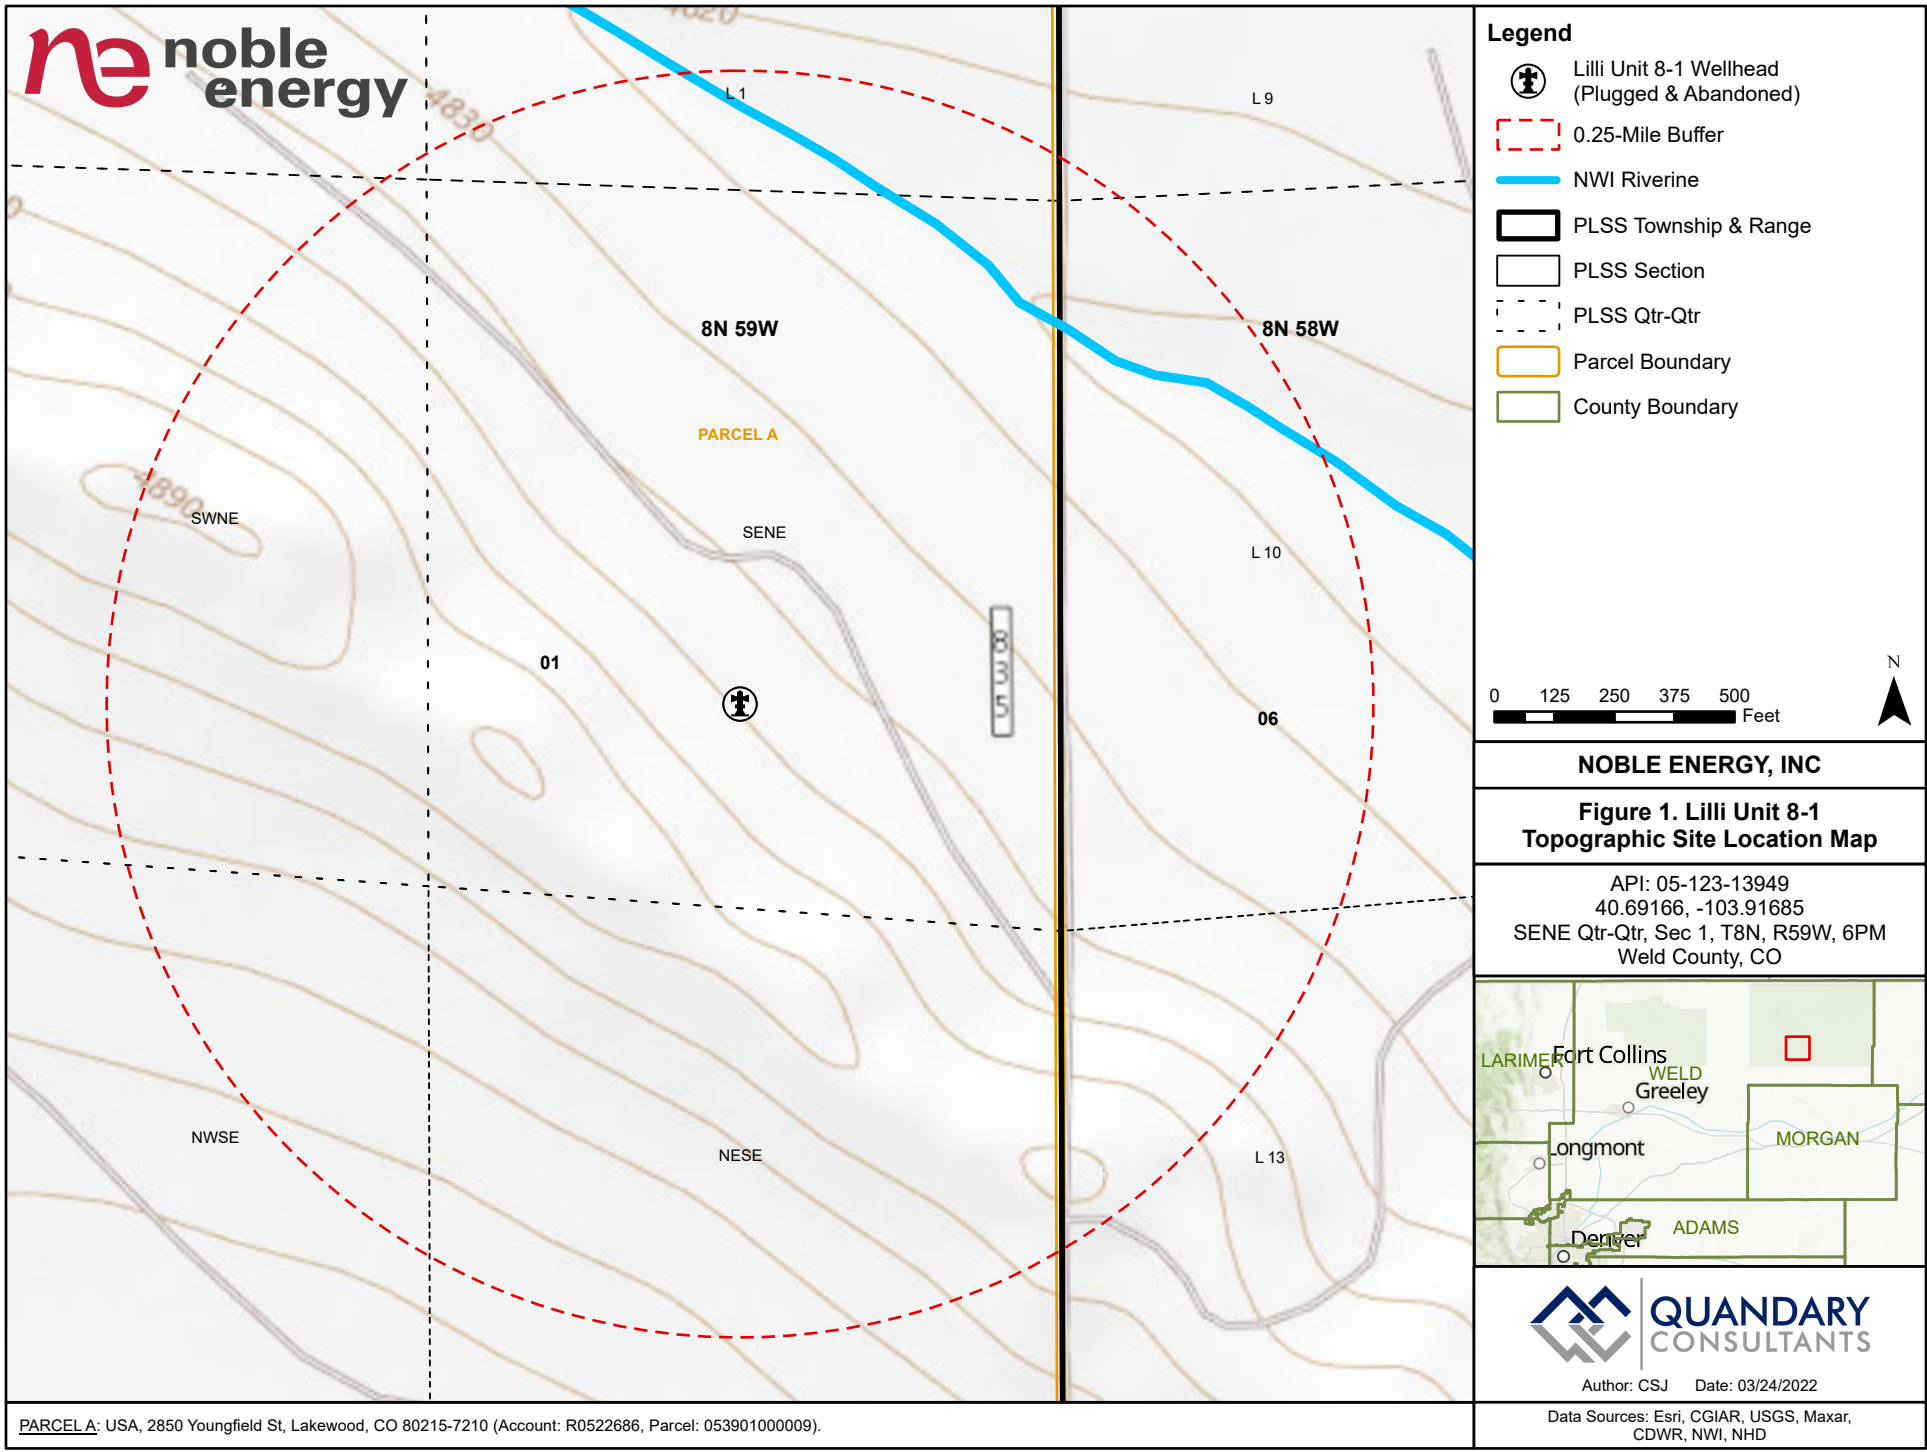 noble
energy
4820
4830
L 1
L 9
8N 59W
8N 58W
PARCEL A
4890
SWNE
SENE
L 10
835
01
06
NWSE
NESE
L 13
Legend
Lilli Unit 8-1 Wellhead
(Plugged & Abandoned)
0.25-Mile Buffer
NWI Riverine
PLSS Township & Range
PLSS Section
PLSS Qtr-Qtr
Parcel Boundary
County Boundary
N
0 125 250 375 500
Feet
NOBLE ENERGY, INC
Figure 1. Lilli Unit 8-1
Topographic Site Location Map
API: 05-123-13949
40.69166, -103.91685
SENE Qtr-Qtr, Sec 1, T8N, R59W, 6PM
Weld County, CO
LARIMER
Fort Collins
WELD
Greeley
MORGAN
Longmont
ADAMS
Denver
QUANDARY
CONSULTANTS
Author: CSJ Date: 03/24/2022
Data Sources: Esri, CGIAR, USGS, Maxar,
CDWR, NWI, NHD
PARCEL A: USA, 2850 Youngfield St, Lakewood, CO 80215-7210 (Account: R0522686, Parcel: 053901000009).